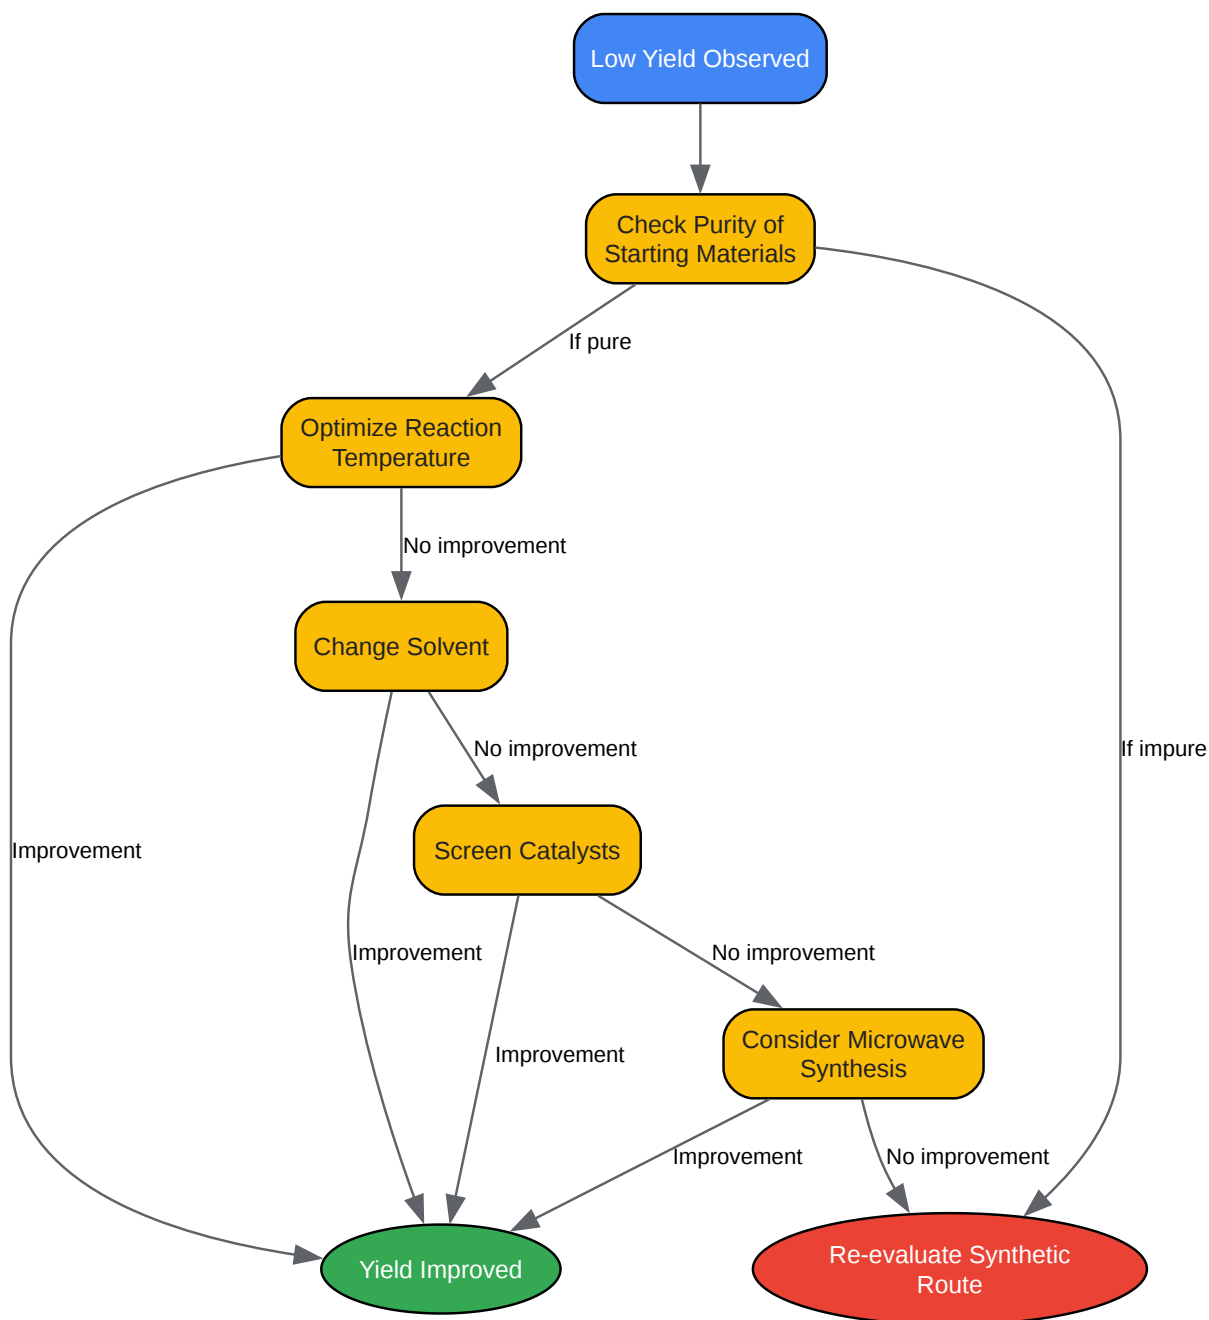 Low Yield Observed
Check Purity of
Starting Materials
If pure
Optimize Reaction
Temperature
No improvement
Change Solvent
No improvement
If impure
Screen Catalysts
Improvement
Improvement
No improvement
Consider Microwave
Synthesis
Improvement
Improvement
No improvement
Yield Improved
Re-evaluate Synthetic
Route